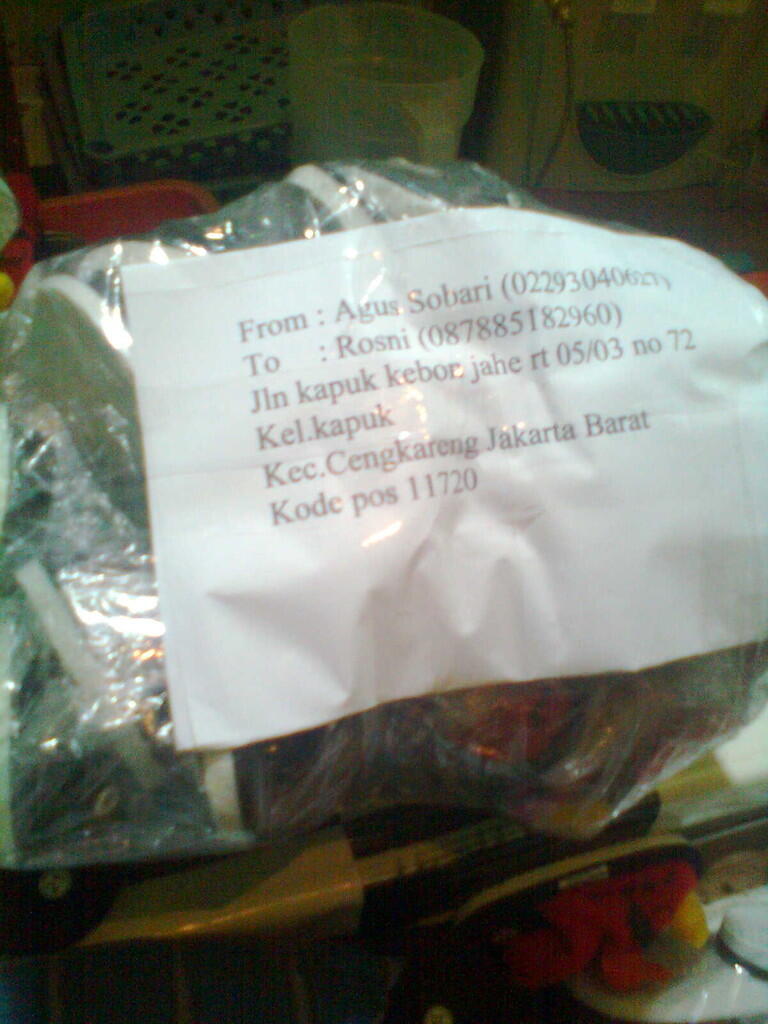 From : Agus Sobari (02293040627)
To : Rosni (087885182960)
Jln kapuk kebon jahe rt 05/03 no 72
Kel.kapuk
Kec.Cengkareng Jakarta Barat
Kode pos 11720